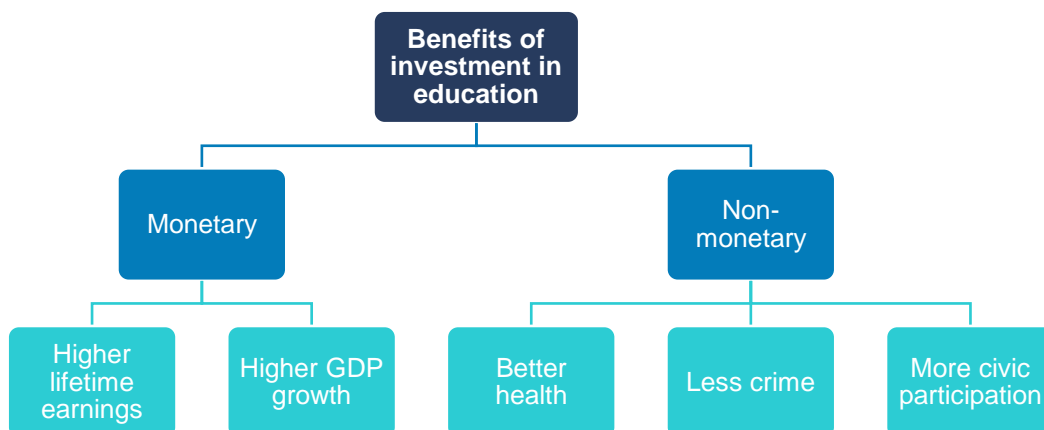 Benefits of
investment in
education
Monetary
Non-
monetary
Higher
lifetime
earnings
Higher GDP
growth
Better
health
Less crime
More civic
participation